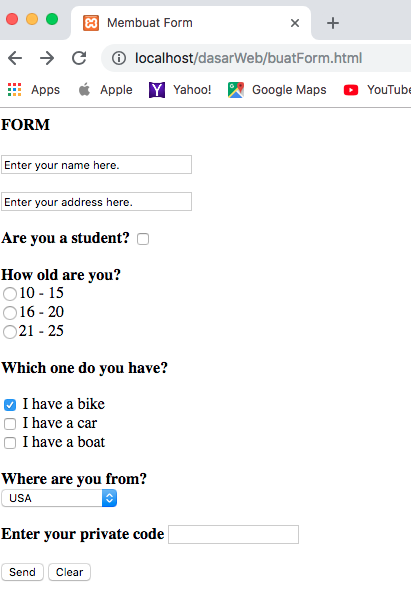 Membuat Form
localhost/dasarWeb/buatForm.html
Apps Apple Yahoo! Google Maps YouTube
FORM
Enter your name here.
Enter your address here.
Are you a student?
How old are you?
10 - 15
16 - 20
21 - 25
Which one do you have?
I have a bike
I have a car
I have a boat
Where are you from?
USA
Enter your private code
Send Clear